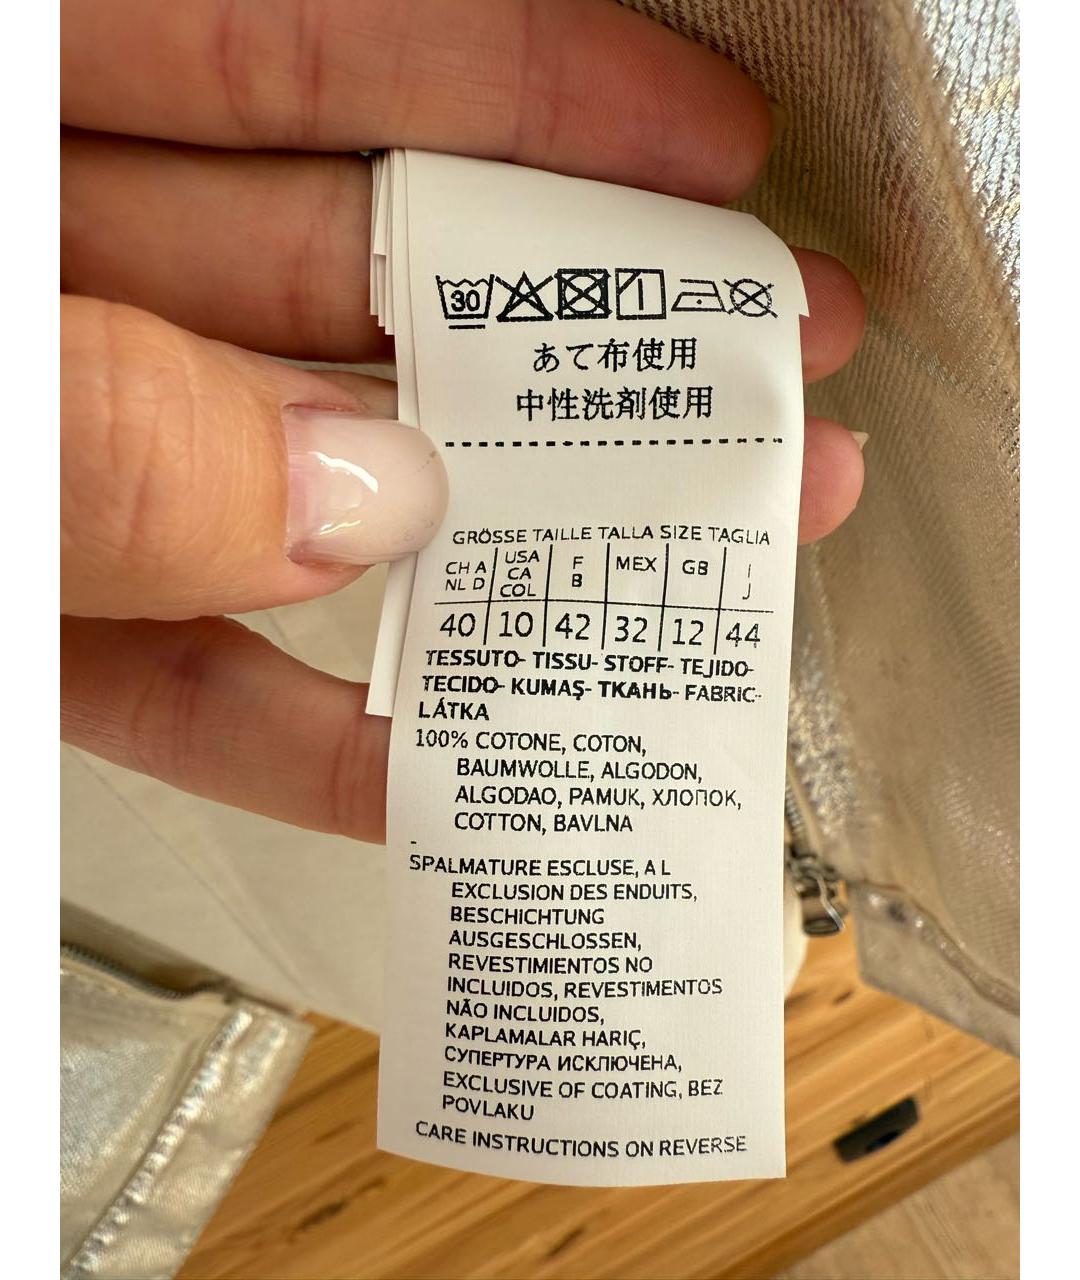 30
あて布使用
中性洗剤使用
GRÖSSE TAILLE TALLA SIZE TAGLIA
CH A NL D USA CA COL F B MEX GB I J
40 10 42 32 12 44
TESSUTO- TISSU- STOFF- TEJIDO-
TECIDO- KUMAŞ- ТКАНЬ- FABRIC-
LÁTKA
100% COTONE, COTON,
BAUMWOLLE, ALGODON,
ALGODAO, PAMUK, ХЛОПОК,
COTTON, BAVLNA
-
SPALMATURE ESCLUSE, A L
EXCLUSION DES ENDUITS,
BESCHICHTUNG
AUSGESCHLOSSEN,
REVESTIMIENTOS NO
INCLUIDOS, REVESTIMENTOS
NÃO INCLUIDOS,
KAPLAMALAR HARIÇ,
СУПЕРТУРА ИСКЛЮЧЕНА,
EXCLUSIVE OF COATING, BEZ
POVLAKU
CARE INSTRUCTIONS ON REVERSE